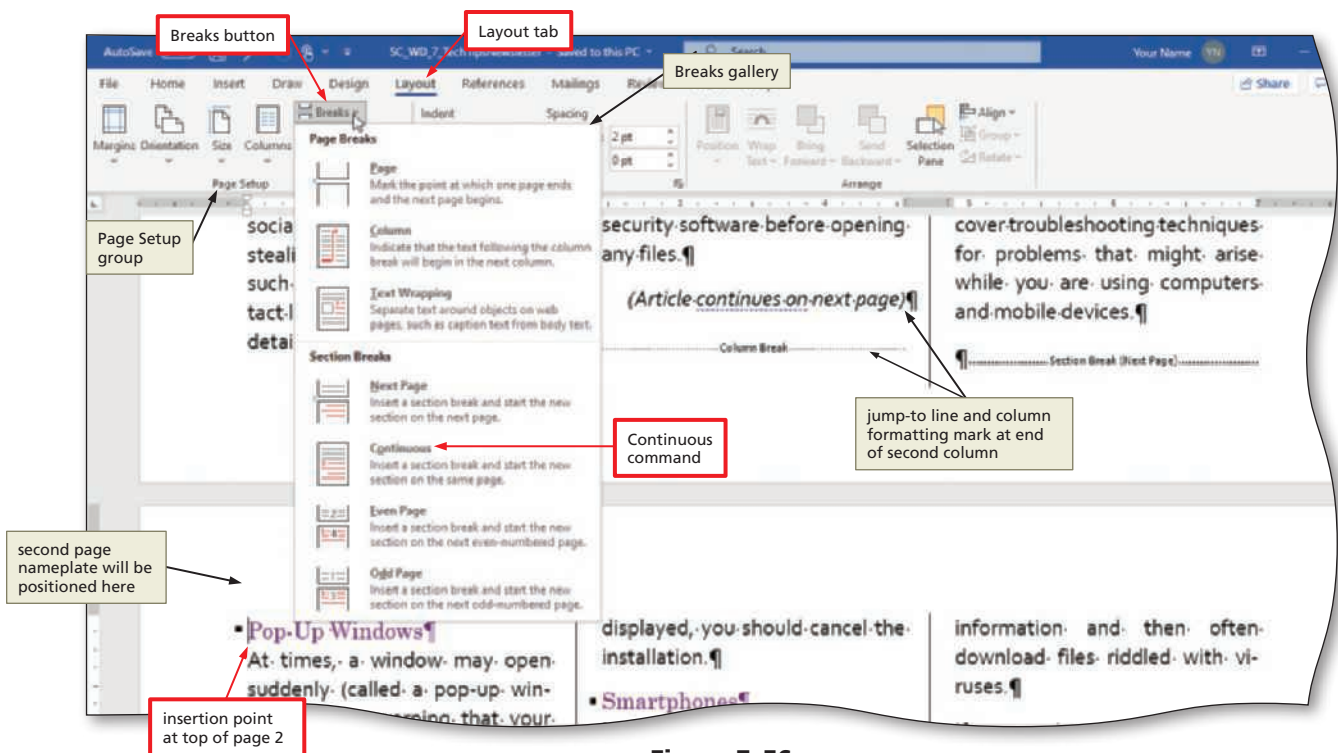 Breaks button
Layout tab
Breaks gallery
AutoSave
SC_WD_7_TechTipsNewsletter - Saved to this PC
Search
Your Name YN
File Home Insert Draw Design Layout References Mailings
Share
Breaks
Indent
Spacing
Margins Orientation Size Columns
2 pt
0 pt
Position
Wrap Text
Bring Forward
Send Backward
Selection Pane
Align
Group
Rotate
Page Setup
Arrange
Page Breaks
Page
Mark the point at which one page ends
and the next page begins.
Column
Indicate that the text following the column
break will begin in the next column.
Text Wrapping
Separate text around objects on web
pages, such as caption text from body text.
Section Breaks
Next Page
Insert a section break and start the new
section on the next page.
Continuous
Insert a section break and start the new
section on the same page.
Even Page
Insert a section break and start the new
section on the next even-numbered page.
Odd Page
Insert a section break and start the new
section on the next odd-numbered page.
Page Setup
group
socia
steali
such
tact l
detai
security software before opening
any files.¶
(Article continues on next page)¶
Column Break
cover troubleshooting techniques
for problems that might arise
while you are using computers
and mobile devices.¶
¶ Section Break (Next Page)
jump-to line and column
formatting mark at end
of second column
Continuous
command
second page
nameplate will be
positioned here
Pop-Up Windows¶
At times, a window may open
suddenly (called a pop-up win-
that your
displayed, you should cancel the
installation.¶
Smartphones¶
information and then often
download files riddled with vi-
ruses.¶
insertion point
at top of page 2